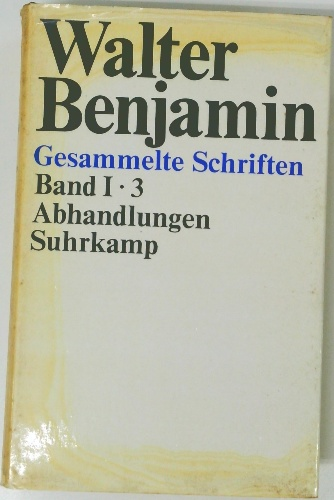 Walter
Benjamin
Gesammelte Schriften
Band I · 3
Abhandlungen
Suhrkamp